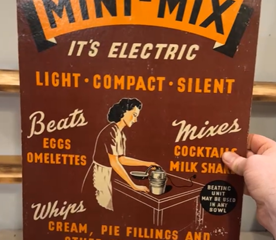 MINI-MIX
IT'S ELECTRIC
LIGHT · COMPACT · SILENT
Beats
EGGS
OMELETTES
Mixes
COCKTAILS
MILK
BEATING
UNIT
MAY BE USED
IN ANY
BOWL
Whips
CREAM, PIE FILLINGS AND